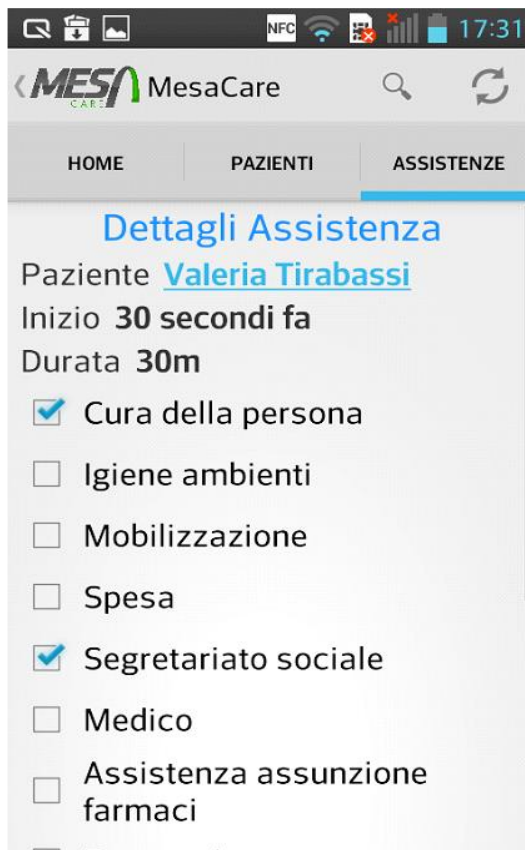 NFC 17:31
MESA CARE MesaCare
HOME PAZIENTI ASSISTENZE
Dettagli Assistenza
Paziente Valeria Tirabassi
Inizio 30 secondi fa
Durata 30m
Cura della persona
Igiene ambienti
Mobilizzazione
Spesa
Segretariato sociale
Medico
Assistenza assunzione
farmaci